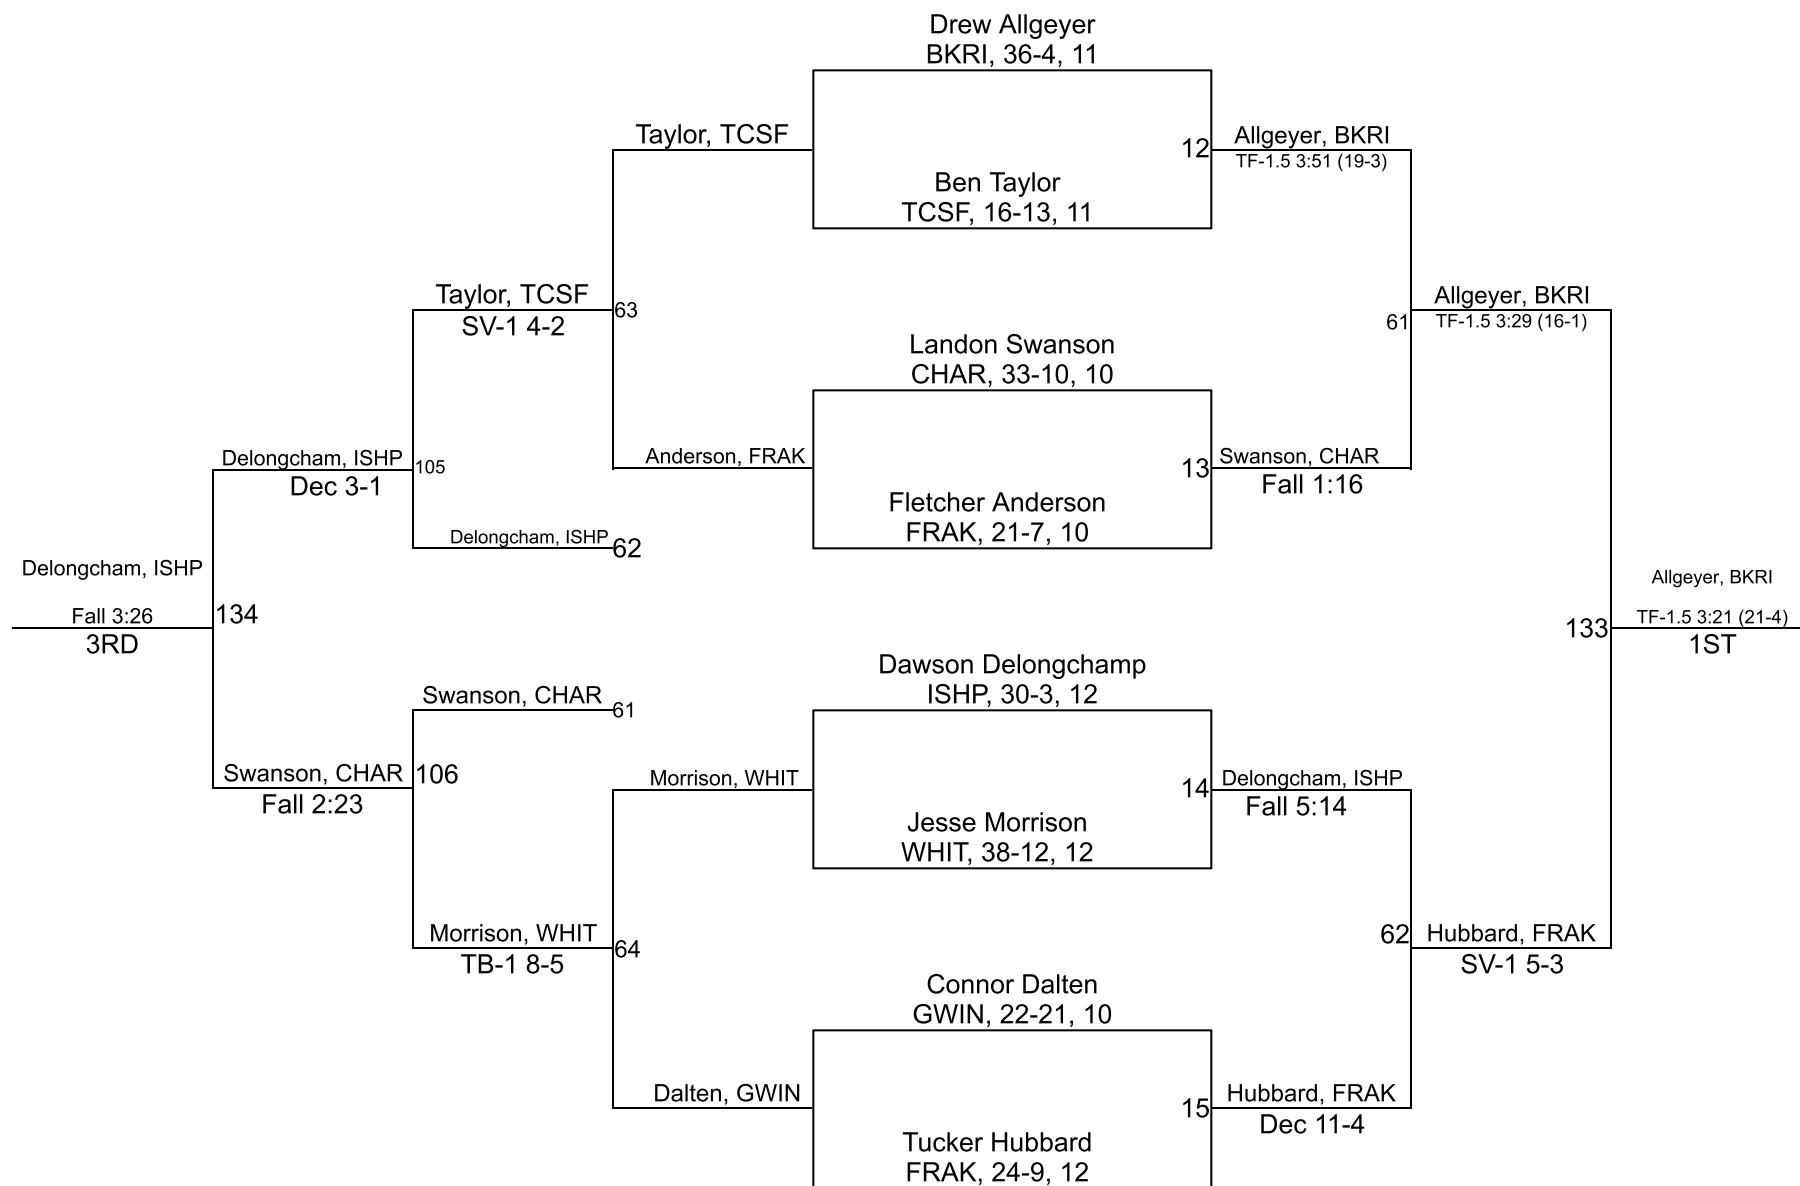 Drew Allgeyer
BKRI, 36-4, 11
Taylor, TCSF
12
Allgeyer, BKRI
TF-1.5 3:51 (19-3)
Ben Taylor
TCSF, 16-13, 11
Taylor, TCSF
SV-1 4-2
63
Allgeyer, BKRI
TF-1.5 3:29 (16-1)
61
Landon Swanson
CHAR, 33-10, 10
Delongcham, ISHP
Dec 3-1
105
Anderson, FRAK
13
Swanson, CHAR
Fall 1:16
Fletcher Anderson
FRAK, 21-7, 10
Delongcham, ISHP
62
Delongcham, ISHP
Fall 3:26
3RD
134
Allgeyer, BKRI
133
TF-1.5 3:21 (21-4)
1ST
Dawson Delongchamp
ISHP, 30-3, 12
Swanson, CHAR
61
Swanson, CHAR
Fall 2:23
106
Morrison, WHIT
14
Delongcham, ISHP
Fall 5:14
Jesse Morrison
WHIT, 38-12, 12
Morrison, WHIT
TB-1 8-5
64
62
Hubbard, FRAK
SV-1 5-3
Connor Dalten
GWIN, 22-21, 10
Dalten, GWIN
15
Hubbard, FRAK
Dec 11-4
Tucker Hubbard
FRAK, 24-9, 12